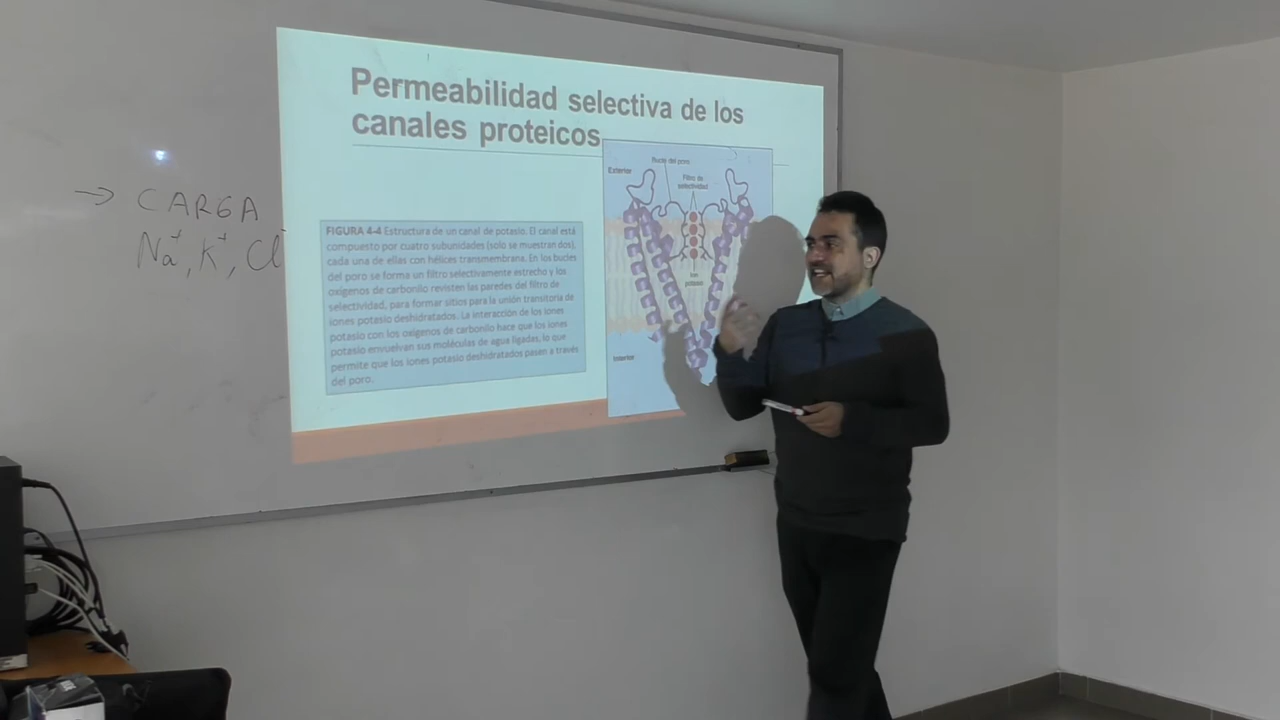 Permeabilidad selectiva de los
canales proteicos
→ CARGA
Na⁺, K⁺, Cl⁻
FIGURA 4-4 Estructura de un canal de potasio. El canal está
compuesto por cuatro subunidades (solo se muestran dos),
cada una de ellas con hélices transmembrana. En los bucles
del poro se forma un filtro selectivamente estrecho y los
oxígenos de carbonilo revisten las paredes del filtro de
selectividad, para formar sitios para la unión transitoria de
iones potasio deshidratados. La interacción de los iones
potasio con los oxígenos de carbonilo hace que los iones
potasio envuelvan sus moléculas de agua ligadas, lo que
permite que los iones potasio deshidratados pasen a través
del poro.
Bucle del poro
Exterior
Filtro de
selectividad
Ion
potasio
Interior